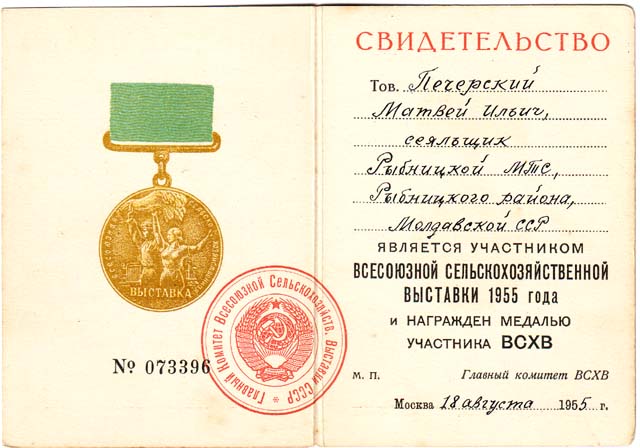 ВЫСТАВКА
№ 073396
Главный Комитет Всесоюзной Сельскохозяйств. Выставки СССР
СВИДЕТЕЛЬСТВО
Тов. Печерский
Матвей Ильич,
сеяльщик
Рыбницкой МТС,
Рыбницкого района,
Молдавской ССР
ЯВЛЯЕТСЯ УЧАСТНИКОМ
ВСЕСОЮЗНОЙ СЕЛЬСКОХОЗЯЙСТВЕННОЙ
ВЫСТАВКИ 1955 года
И НАГРАЖДЕН МЕДАЛЬЮ
УЧАСТНИКА ВСХВ
М. П. Главный комитет ВСХВ
Москва 18 августа 1955 г.